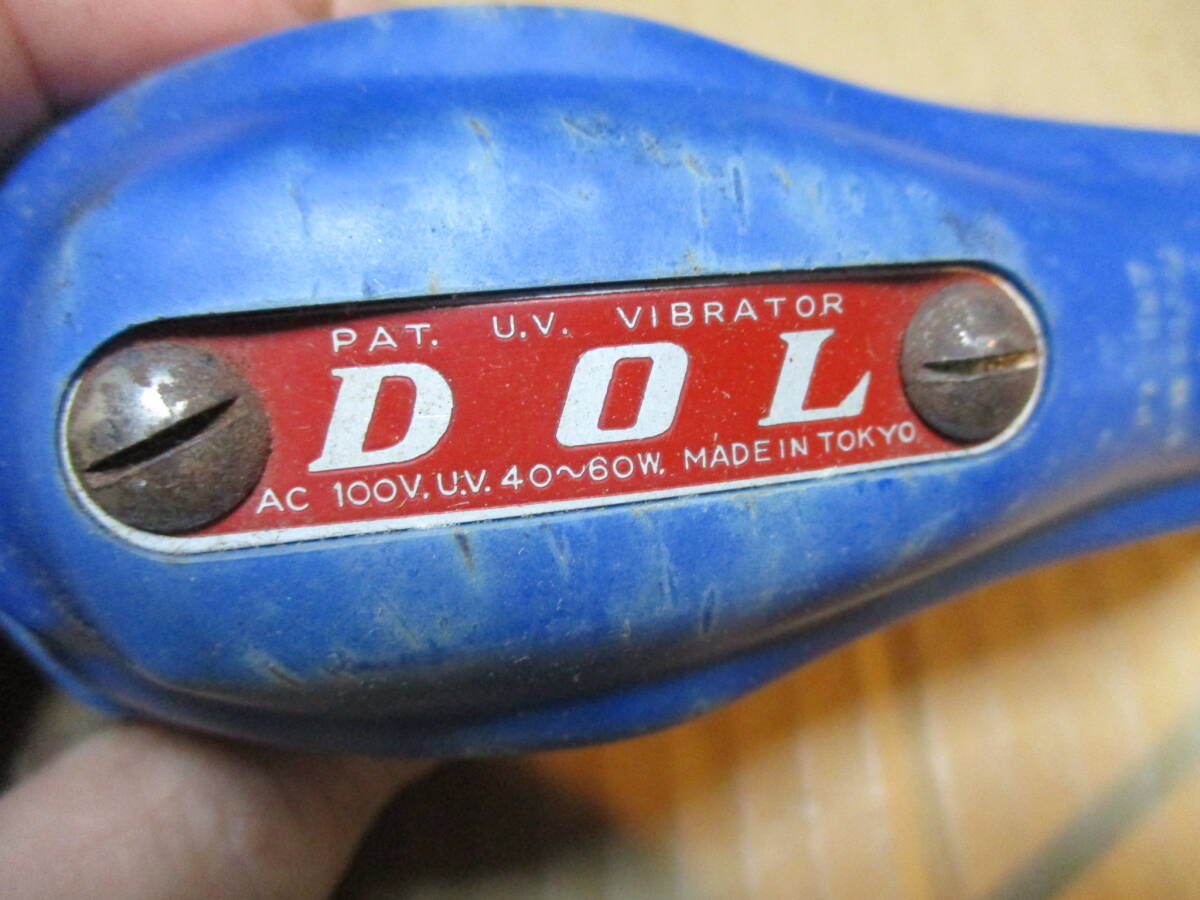 PAT. U.V. VIBRATOR
DOL
AC 100V. U.V. 40~60W. MADE IN TOKYO